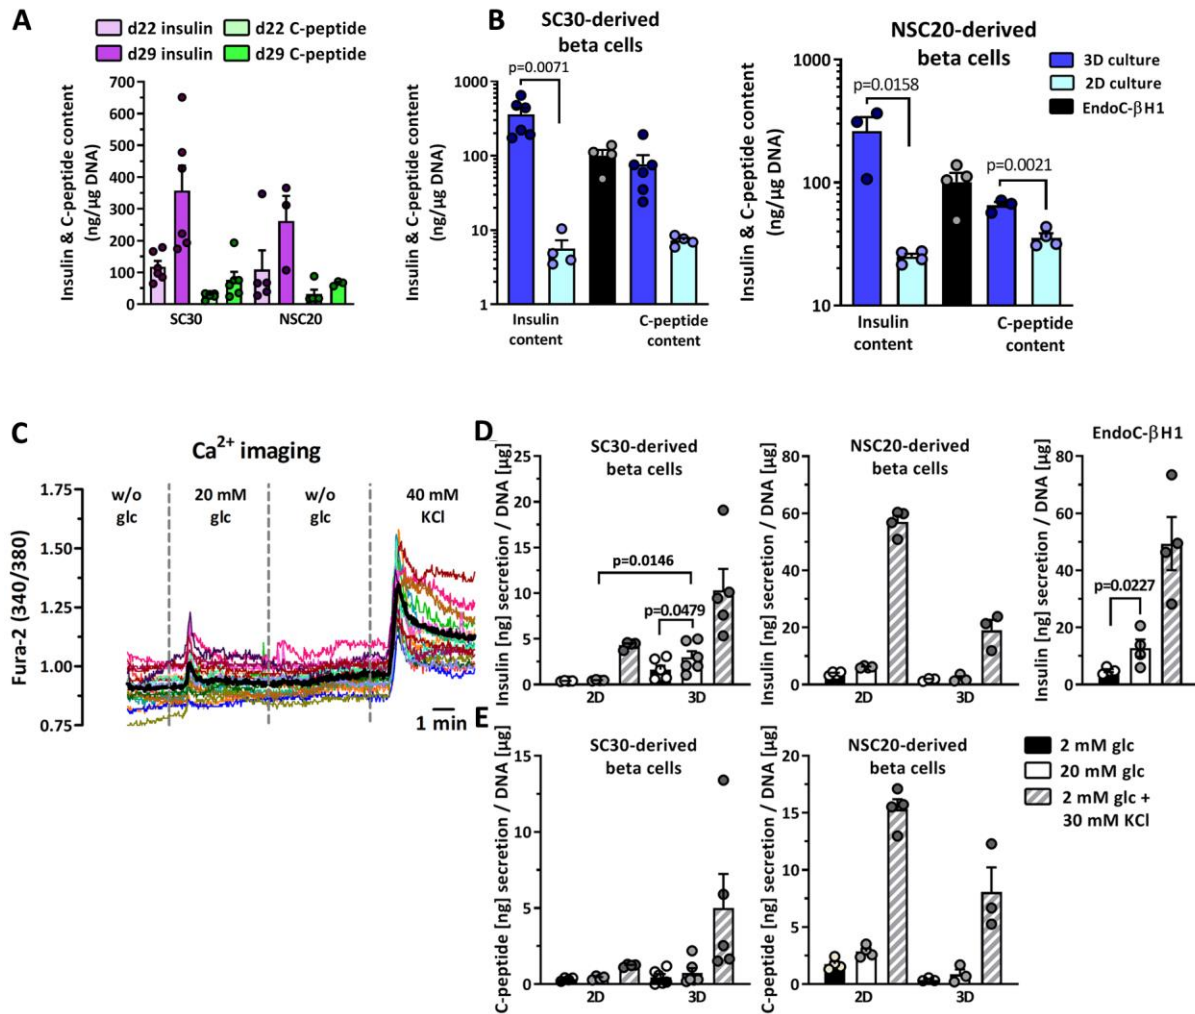 A
d22 insulin
d22 C-peptide
d29 insulin
d29 C-peptide
Insulin & C-peptide content
(ng/µg DNA)
700
600
500
400
300
200
100
0
SC30
NSC20
B
SC30-derived
beta cells
Insulin & C-peptide content
(ng/µg DNA)
1000
100
10
1
p=0.0071
Insulin
content
C-peptide
content
NSC20-derived
beta cells
Insulin & C-peptide content
(ng/µg DNA)
1000
100
10
p=0.0158
p=0.0021
Insulin
content
C-peptide
content
3D culture
2D culture
EndoC-βH1
C
Ca2+ imaging
Fura-2 (340/380)
1.75
1.50
1.25
1.00
0.75
w/o
glc
20 mM
glc
w/o
glc
40 mM
KCl
1 min
D
SC30-derived
beta cells
Insulin [ng] secretion / DNA [µg]
25
20
15
10
5
0
p=0.0146
p=0.0479
2D
3D
NSC20-derived
beta cells
Insulin [ng] secretion / DNA [µg]
80
60
40
20
0
2D
3D
EndoC-βH1
Insulin [ng] secretion / DNA [µg]
80
60
40
20
0
p=0.0227
E
SC30-derived
beta cells
C-peptide [ng] secretion / DNA [µg]
15
10
5
0
2D
3D
NSC20-derived
beta cells
C-peptide [ng] secretion / DNA [µg]
20
15
10
5
0
2D
3D
2 mM glc
20 mM glc
2 mM glc +
30 mM KCl